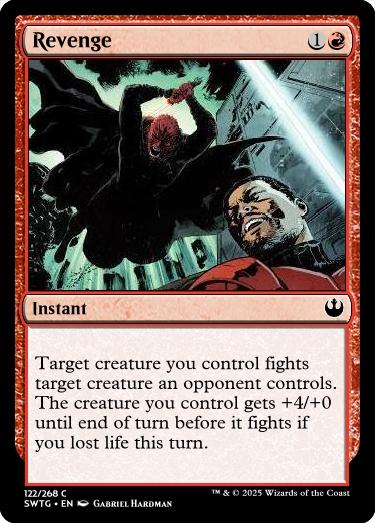 Revenge 1
Instant
Target creature you control fights
target creature an opponent controls.
The creature you control gets +4/+0
until end of turn before it fights if
you lost life this turn.
122/268 C
SWTG • EN Gabriel Hardman
™ & © 2025 Wizards of the Coast